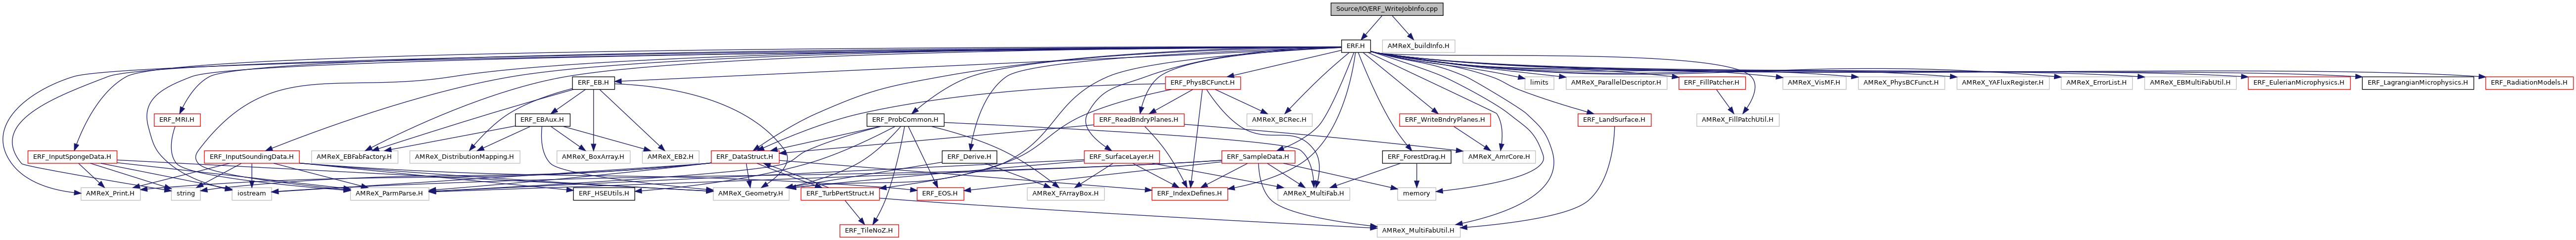 Source/IO/ERF_WriteJobInfo.cpp
ERF.H
AMReX_buildInfo.H
ERF_EB.H
ERF_PhysBCFunct.H
limits
AMReX_ParallelDescriptor.H
ERF_FillPatcher.H
AMReX_VisMF.H
AMReX_PhysBCFunct.H
AMReX_YAFluxRegister.H
AMReX_ErrorList.H
AMReX_EBMultiFabUtil.H
ERF_EulerianMicrophysics.H
ERF_LagrangianMicrophysics.H
ERF_RadiationModels.H
ERF_MRI.H
ERF_EBAux.H
ERF_ProbCommon.H
ERF_ReadBndryPlanes.H
AMReX_BCRec.H
ERF_WriteBndryPlanes.H
ERF_LandSurface.H
AMReX_FillPatchUtil.H
ERF_InputSpongeData.H
ERF_InputSoundingData.H
AMReX_EBFabFactory.H
AMReX_DistributionMapping.H
AMReX_BoxArray.H
AMReX_EB2.H
ERF_DataStruct.H
ERF_Derive.H
ERF_SurfaceLayer.H
ERF_SampleData.H
ERF_ForestDrag.H
AMReX_AmrCore.H
AMReX_Print.H
string
iostream
AMReX_ParmParse.H
ERF_HSEUtils.H
AMReX_Geometry.H
ERF_TurbPertStruct.H
ERF_EOS.H
AMReX_FArrayBox.H
ERF_IndexDefines.H
AMReX_MultiFab.H
memory
ERF_TileNoZ.H
AMReX_MultiFabUtil.H